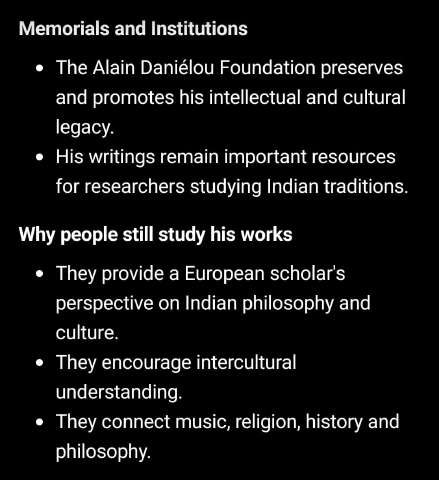 Memorials and Institutions
• The Alain Daniélou Foundation preserves
and promotes his intellectual and cultural
legacy.
• His writings remain important resources
for researchers studying Indian traditions.
Why people still study his works
• They provide a European scholar's
perspective on Indian philosophy and
culture.
• They encourage intercultural
understanding.
• They connect music, religion, history and
philosophy.